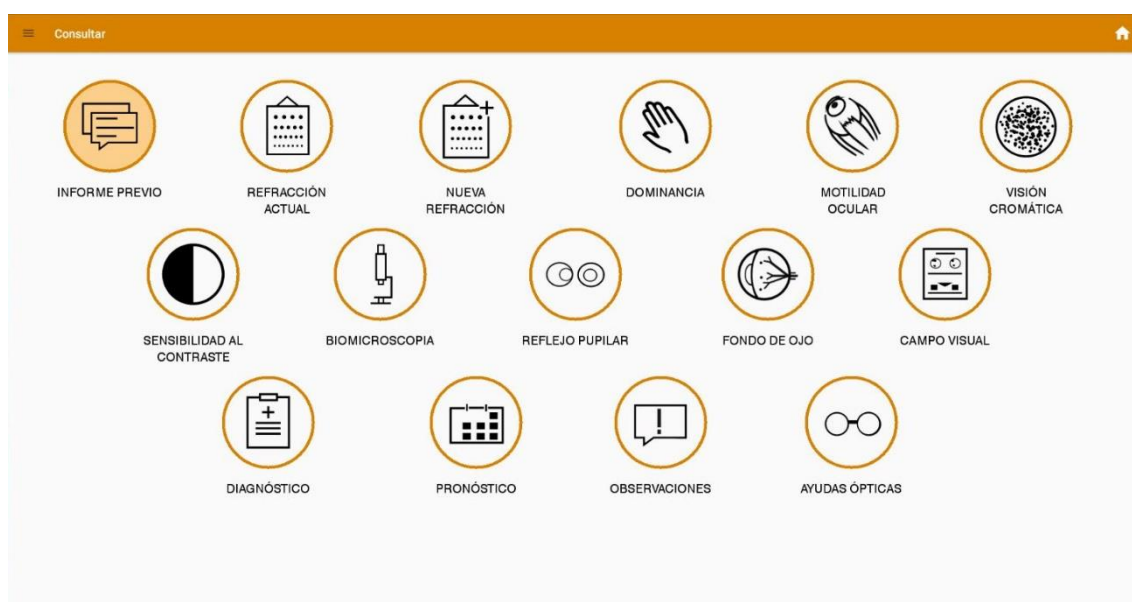 Consultar
INFORME PREVIO
REFRACCIÓN
ACTUAL
NUEVA
REFRACCIÓN
DOMINANCIA
MOTILIDAD
OCULAR
VISIÓN
CROMÁTICA
SENSIBILIDAD AL
CONTRASTE
BIOMICROSCOPIA
REFLEJO PUPILAR
FONDO DE OJO
CAMPO VISUAL
DIAGNÓSTICO
PRONÓSTICO
OBSERVACIONES
AYUDAS ÓPTICAS